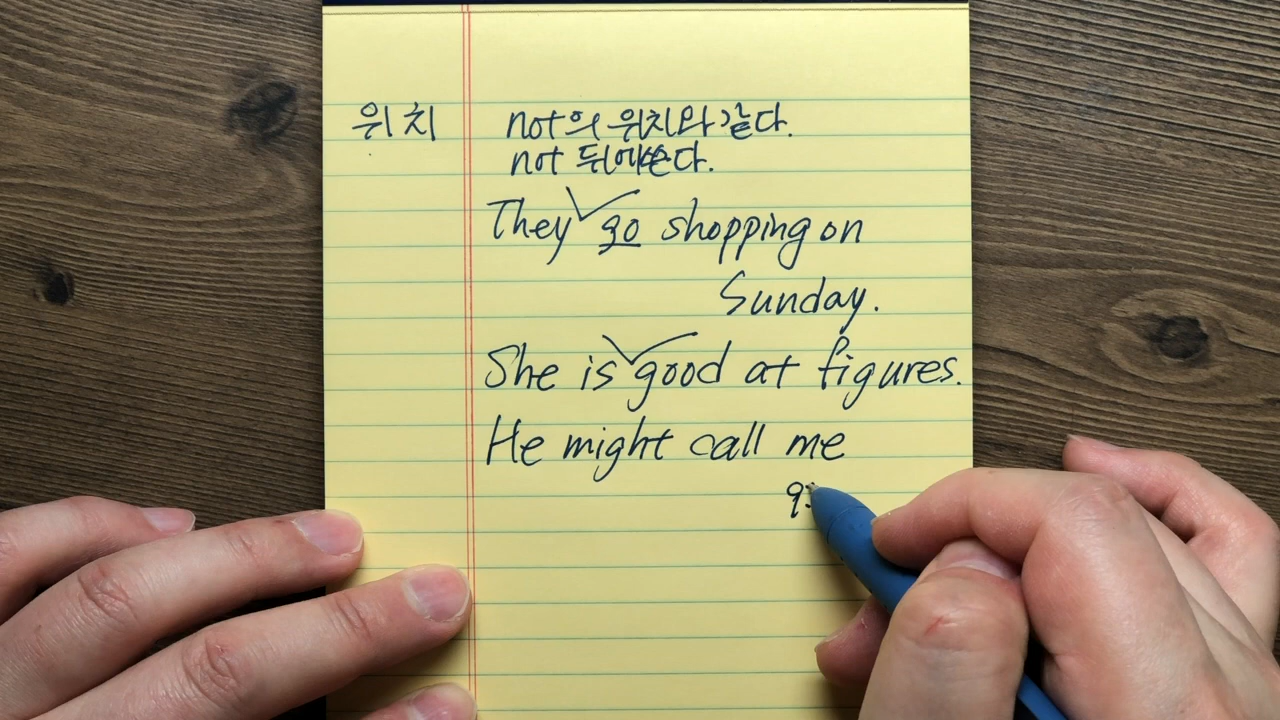 위치 not의 위치와 같다.
not 뒤에 쓴다.
They go shopping on
Sunday.
She is good at figures.
He might call me